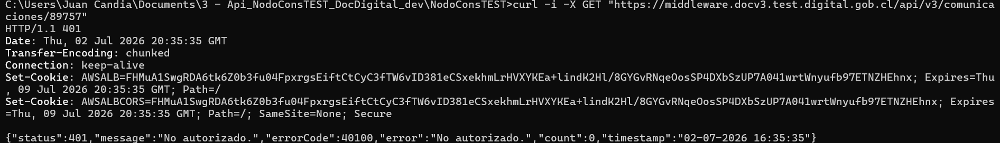 C:\Users\Juan Candia\Documents\3 - Api_NodoConsTEST_DocDigital_dev\NodoConsTEST>curl -i -X GET "https://middleware.docv3.test.digital.gob.cl/api/v3/comunica
ciones/89757"
HTTP/1.1 401
Date: Thu, 02 Jul 2026 20:35:35 GMT
Transfer-Encoding: chunked
Connection: keep-alive
Set-Cookie: AWSALB=FHMuA1SwgRDA6tk6Z0b3fu04FpxrgsEiftCtCyC3fTW6vID381eCSxekhmLrHVXYKEa+lindK2Hl/8GYGvRNqeOosSP4DXbSzUP7A041wrtWnyufb97ETNZHEhnx; Expires=Thu
, 09 Jul 2026 20:35:35 GMT; Path=/
Set-Cookie: AWSALBCORS=FHMuA1SwgRDA6tk6Z0b3fu04FpxrgsEiftCtCyC3fTW6vID381eCSxekhmLrHVXYKEa+lindK2Hl/8GYGvRNqeOosSP4DXbSzUP7A041wrtWnyufb97ETNZHEhnx; Expires
=Thu, 09 Jul 2026 20:35:35 GMT; Path=/; SameSite=None; Secure
{"status":401,"message":"No autorizado.","errorCode":40100,"error":"No autorizado.","count":0,"timestamp":"02-07-2026 16:35:35"}